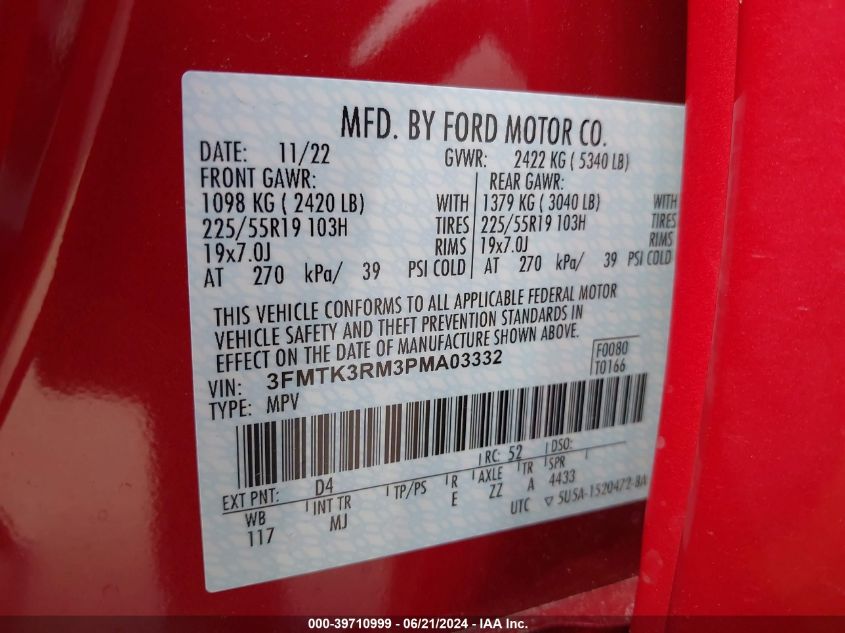 MFD. BY FORD MOTOR CO.
DATE: 11/22 GVWR: 2422 KG ( 5340 LB)
FRONT GAWR: REAR GAWR:
1098 KG ( 2420 LB) WITH 1379 KG ( 3040 LB) WITH
225/55R19 103H TIRES 225/55R19 103H TIRES
19x7.0J RIMS 19x7.0J RIMS
AT 270 kPa/ 39 PSI COLD AT 270 kPa/ 39 PSI COLD
THIS VEHICLE CONFORMS TO ALL APPLICABLE FEDERAL MOTOR
VEHICLE SAFETY AND THEFT PREVENTION STANDARDS IN
EFFECT ON THE DATE OF MANUFACTURE SHOWN ABOVE.
VIN: 3FMTK3RM3PMA03332 F0080
TYPE: MPV T0166
EXT PNT: D4 RC: 52 DSO:
WB INT TR TP/PS R AXLE TR SPR
117 MJ E ZZ A 4433
UTC ▽ 5U5A-1520472-BA
000-39710999 - 06/21/2024 - IAA Inc.